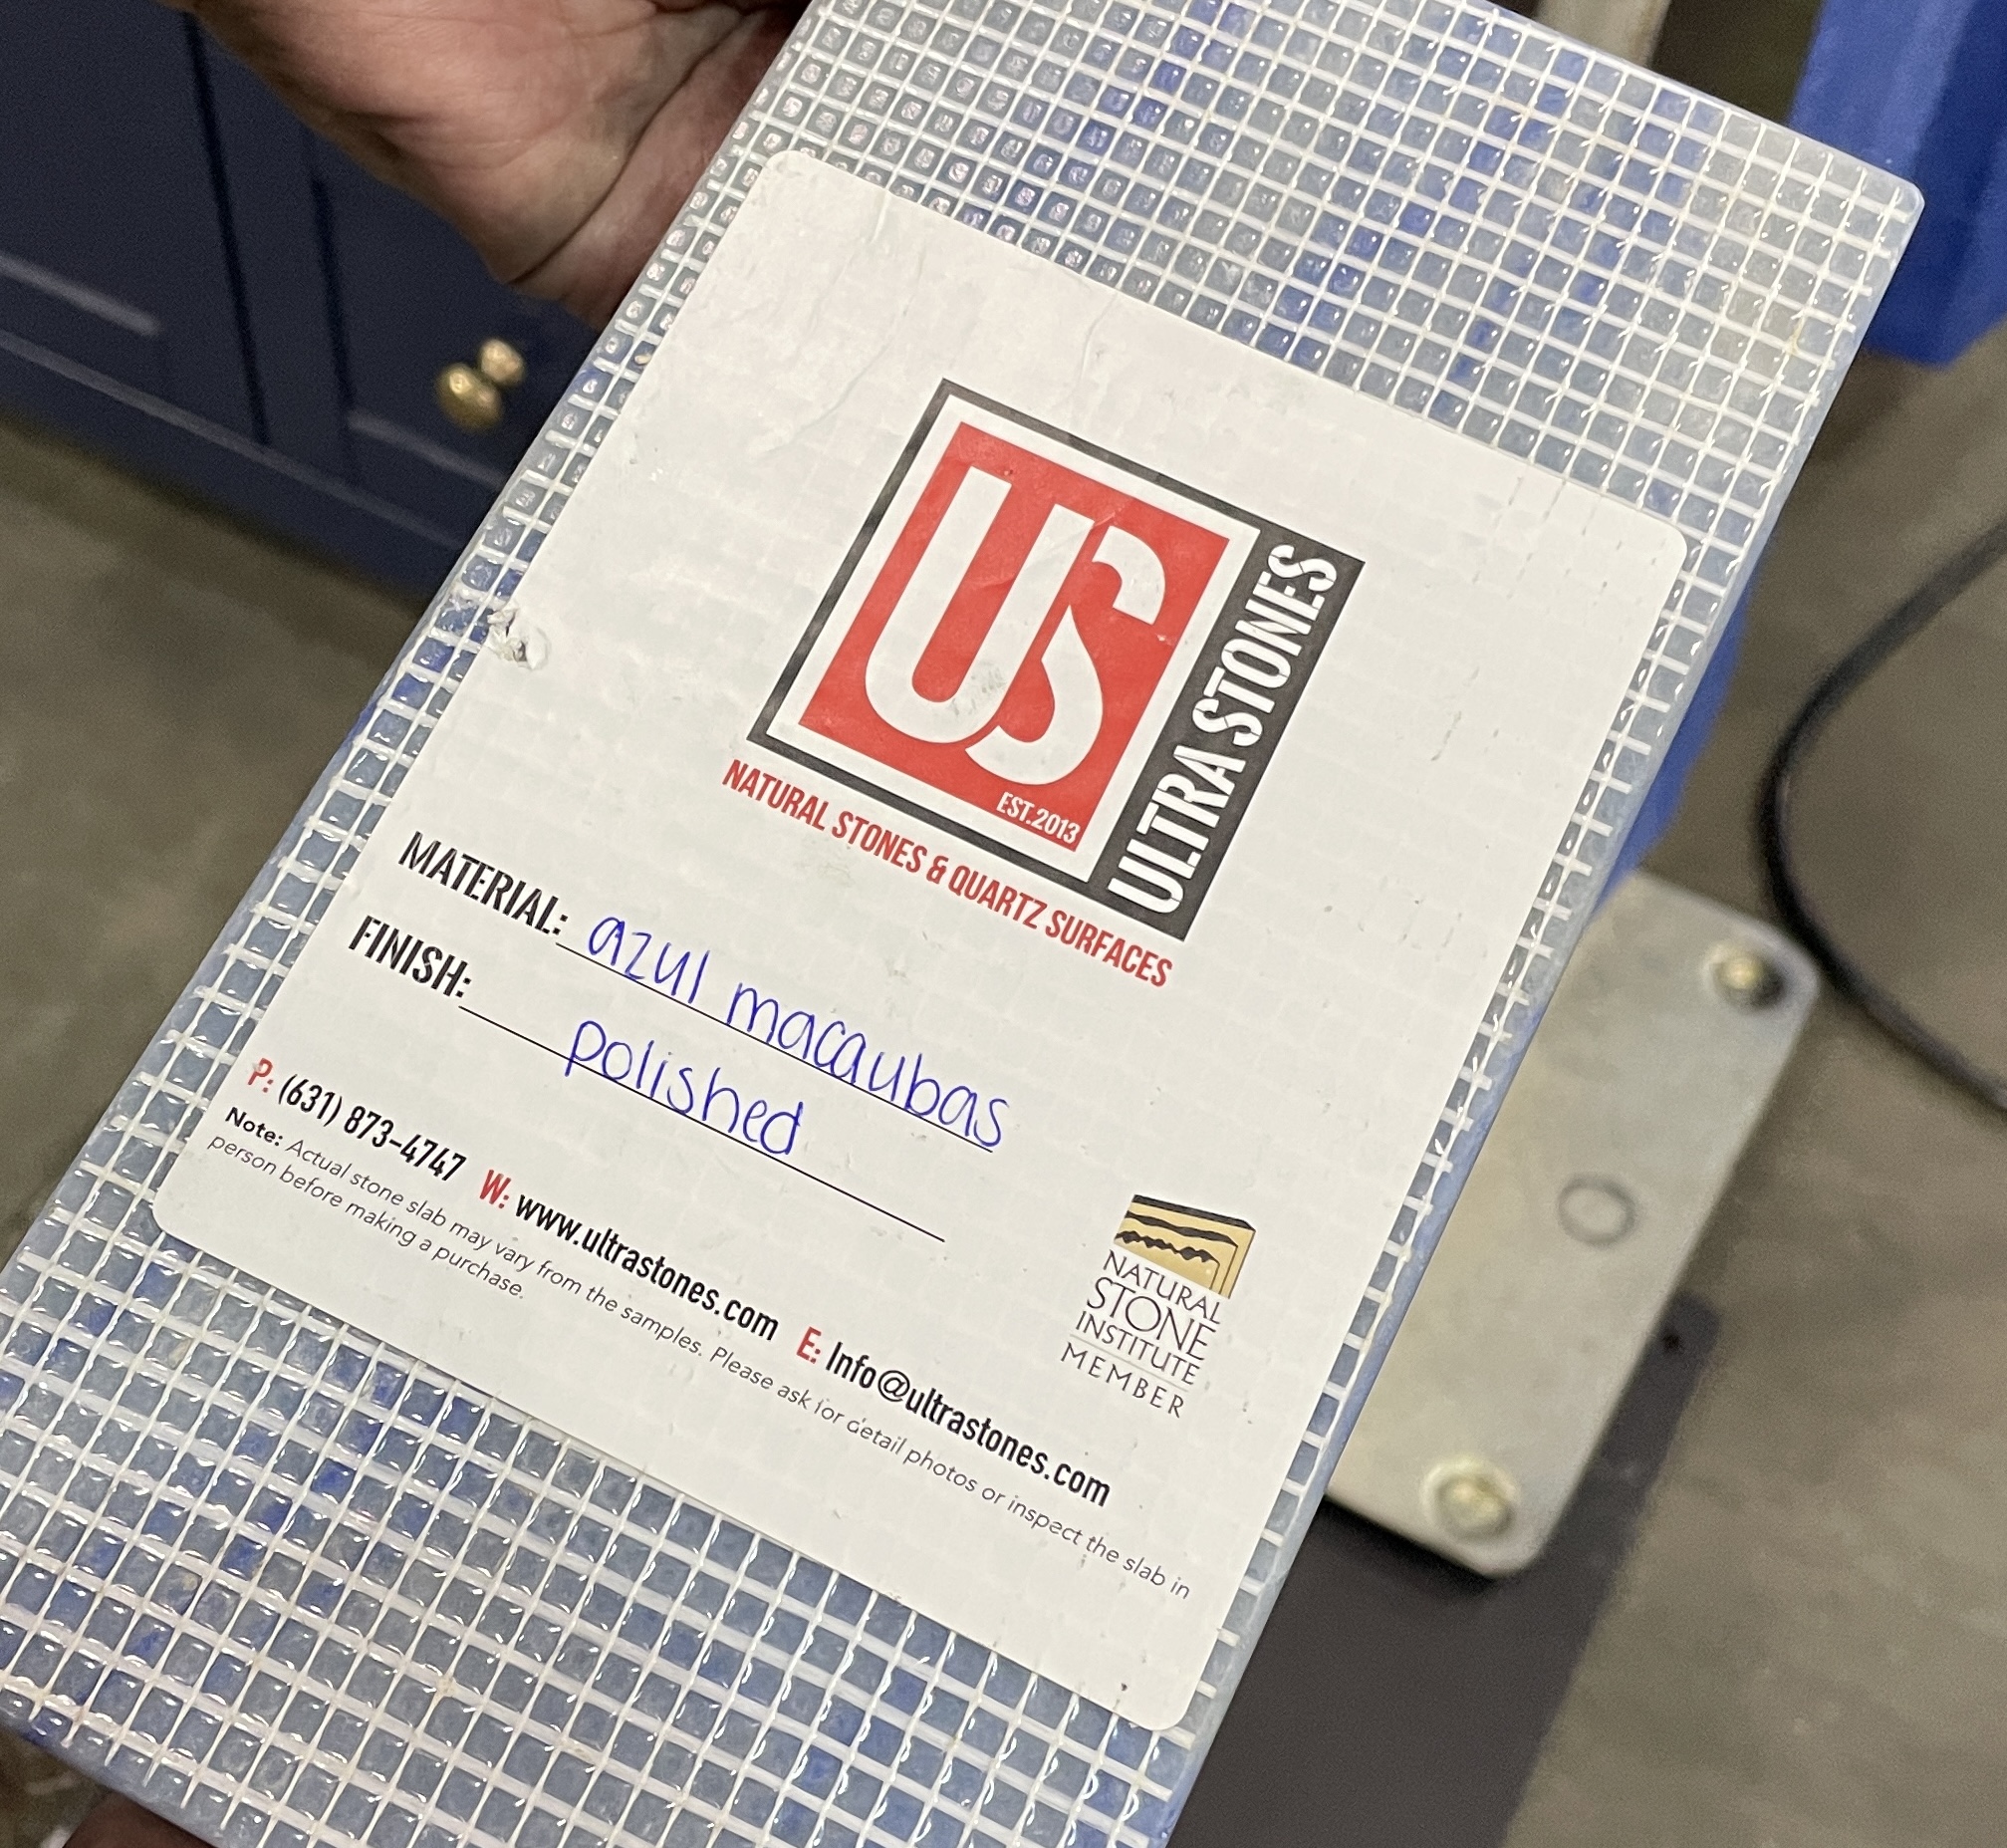 US
EST.2013
ULTRA STONES
NATURAL STONES & QUARTZ SURFACES
MATERIAL: azul macaubas
FINISH: polished
P: (631) 873-4747 W: www.ultrastones.com E: Info@ultrastones.com
Note: Actual stone slab may vary from the samples. Please ask for detail photos or inspect the slab in
person before making a purchase.
NATURAL
STONE
INSTITUTE
MEMBER